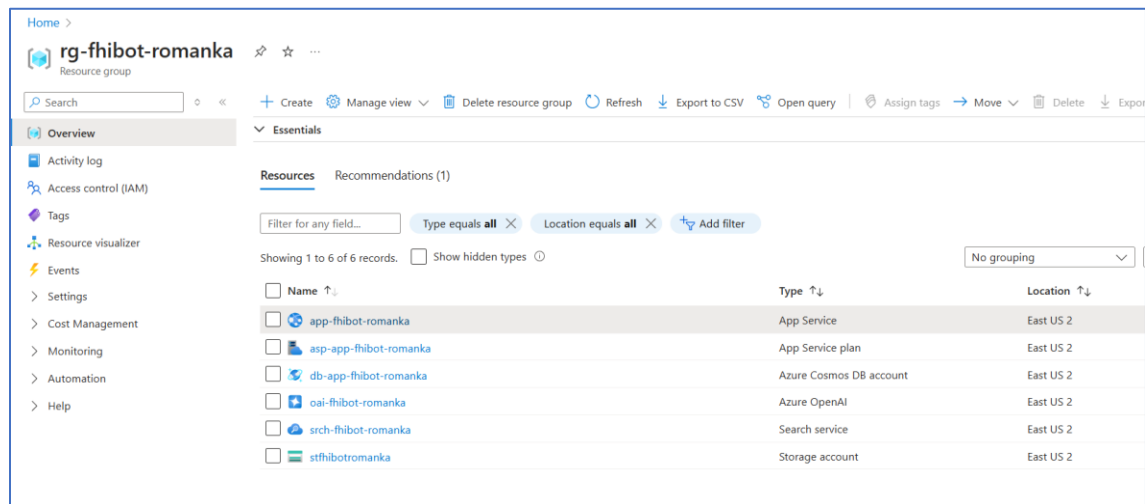 Home >
rg-fhibot-romanka
Resource group
Search
Create Manage view Delete resource group Refresh Export to CSV Open query Assign tags Move Delete Export
Essentials
Overview
Activity log
Access control (IAM)
Tags
Resource visualizer
Events
Settings
Cost Management
Monitoring
Automation
Help
Resources Recommendations (1)
Filter for any field... Type equals all Location equals all Add filter
Showing 1 to 6 of 6 records. Show hidden types No grouping
Name Type Location
app-fhibot-romanka App Service East US 2
asp-app-fhibot-romanka App Service plan East US 2
db-app-fhibot-romanka Azure Cosmos DB account East US 2
oai-fhibot-romanka Azure OpenAI East US 2
srch-fhibot-romanka Search service East US 2
stfhibotromanka Storage account East US 2